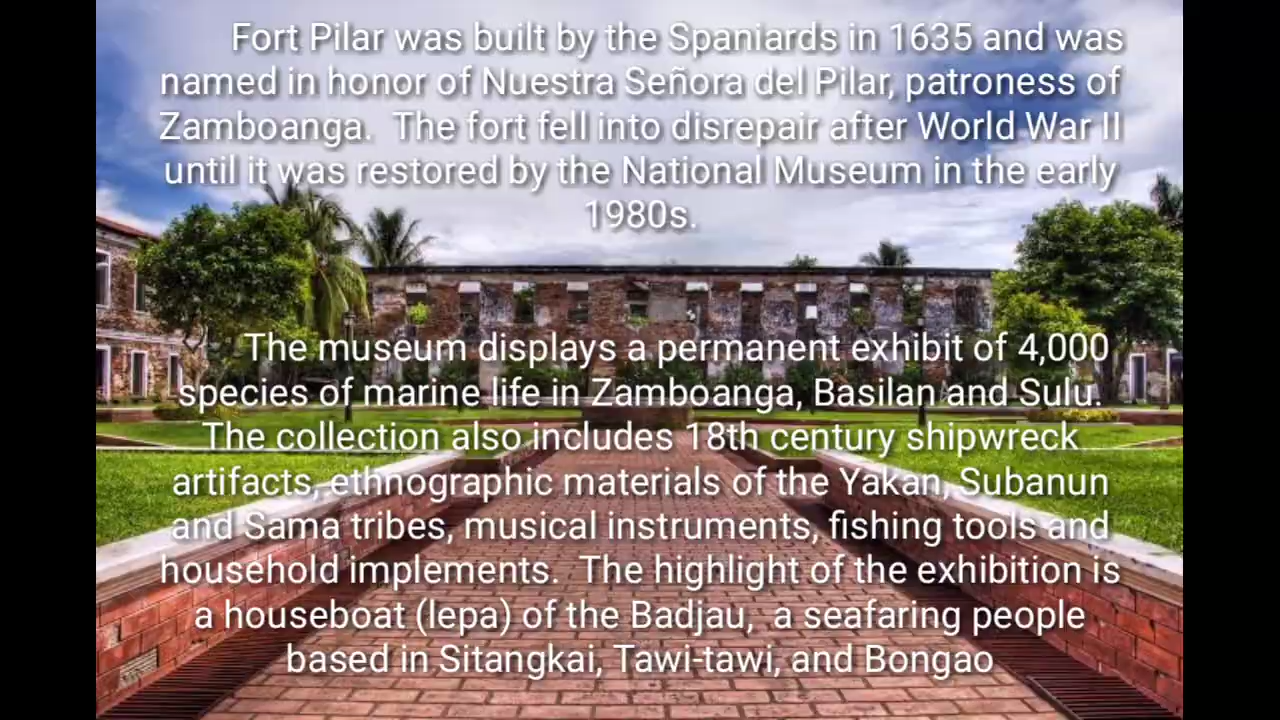 Fort Pilar was built by the Spaniards in 1635 and was
named in honor of Nuestra Señora del Pilar, patroness of
Zamboanga.  The fort fell into disrepair after World War II
until it was restored by the National Museum in the early
1980s.
The museum displays a permanent exhibit of 4,000
species of marine life in Zamboanga, Basilan and Sulu.
The collection also includes 18th century shipwreck
artifacts, ethnographic materials of the Yakan, Subanun
and Sama tribes, musical instruments, fishing tools and
household implements.  The highlight of the exhibition is
a houseboat (lepa) of the Badjau,  a seafaring people
based in Sitangkai, Tawi-tawi, and Bongao